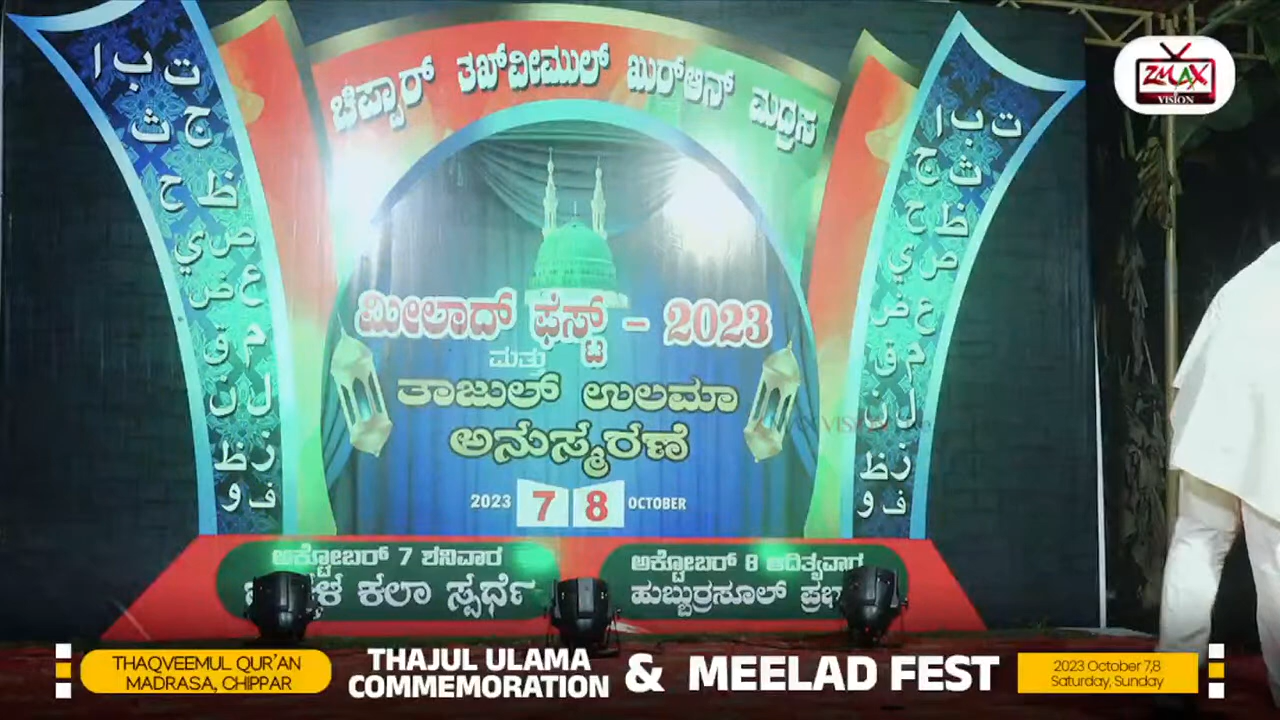 ZMAX
VISION
ಚಿಪ್ಪಾರ್ ತಖ್‌ವೀಮುಲ್ ಖುರ್‌ಆನ್ ಮದ್ರಸ
ا ب ت
ث ج
ح ظ
ي ص
ض ع
ق م
ن ل
ظ ز
و ف
ا ب ت
ج ث
ح ظ
ي ص
ض ع
ق م
ن ل
ظ ز
و ف
ಮೀಲಾದ್ ಫೆಸ್ಟ್ - 2023
ಮತ್ತು
ತಾಜುಲ್ ಉಲಮಾ
ಅನುಸ್ಮರಣೆ
2023 7 8 OCTOBER
ಅಕ್ಟೋಬರ್ 7 ಶನಿವಾರ
ಕಲಾ ಸ್ಪರ್ಧೆ
ಅಕ್ಟೋಬರ್ 8 ಆದಿತ್ಯವಾರ
ಹುಬ್ಬುರ್ರಸೂಲ್
THAQVEEMUL QUR'AN
MADRASA, CHIPPAR
THAJUL ULAMA
COMMEMORATION
& MEELAD FEST
2023 October 7,8
Saturday, Sunday